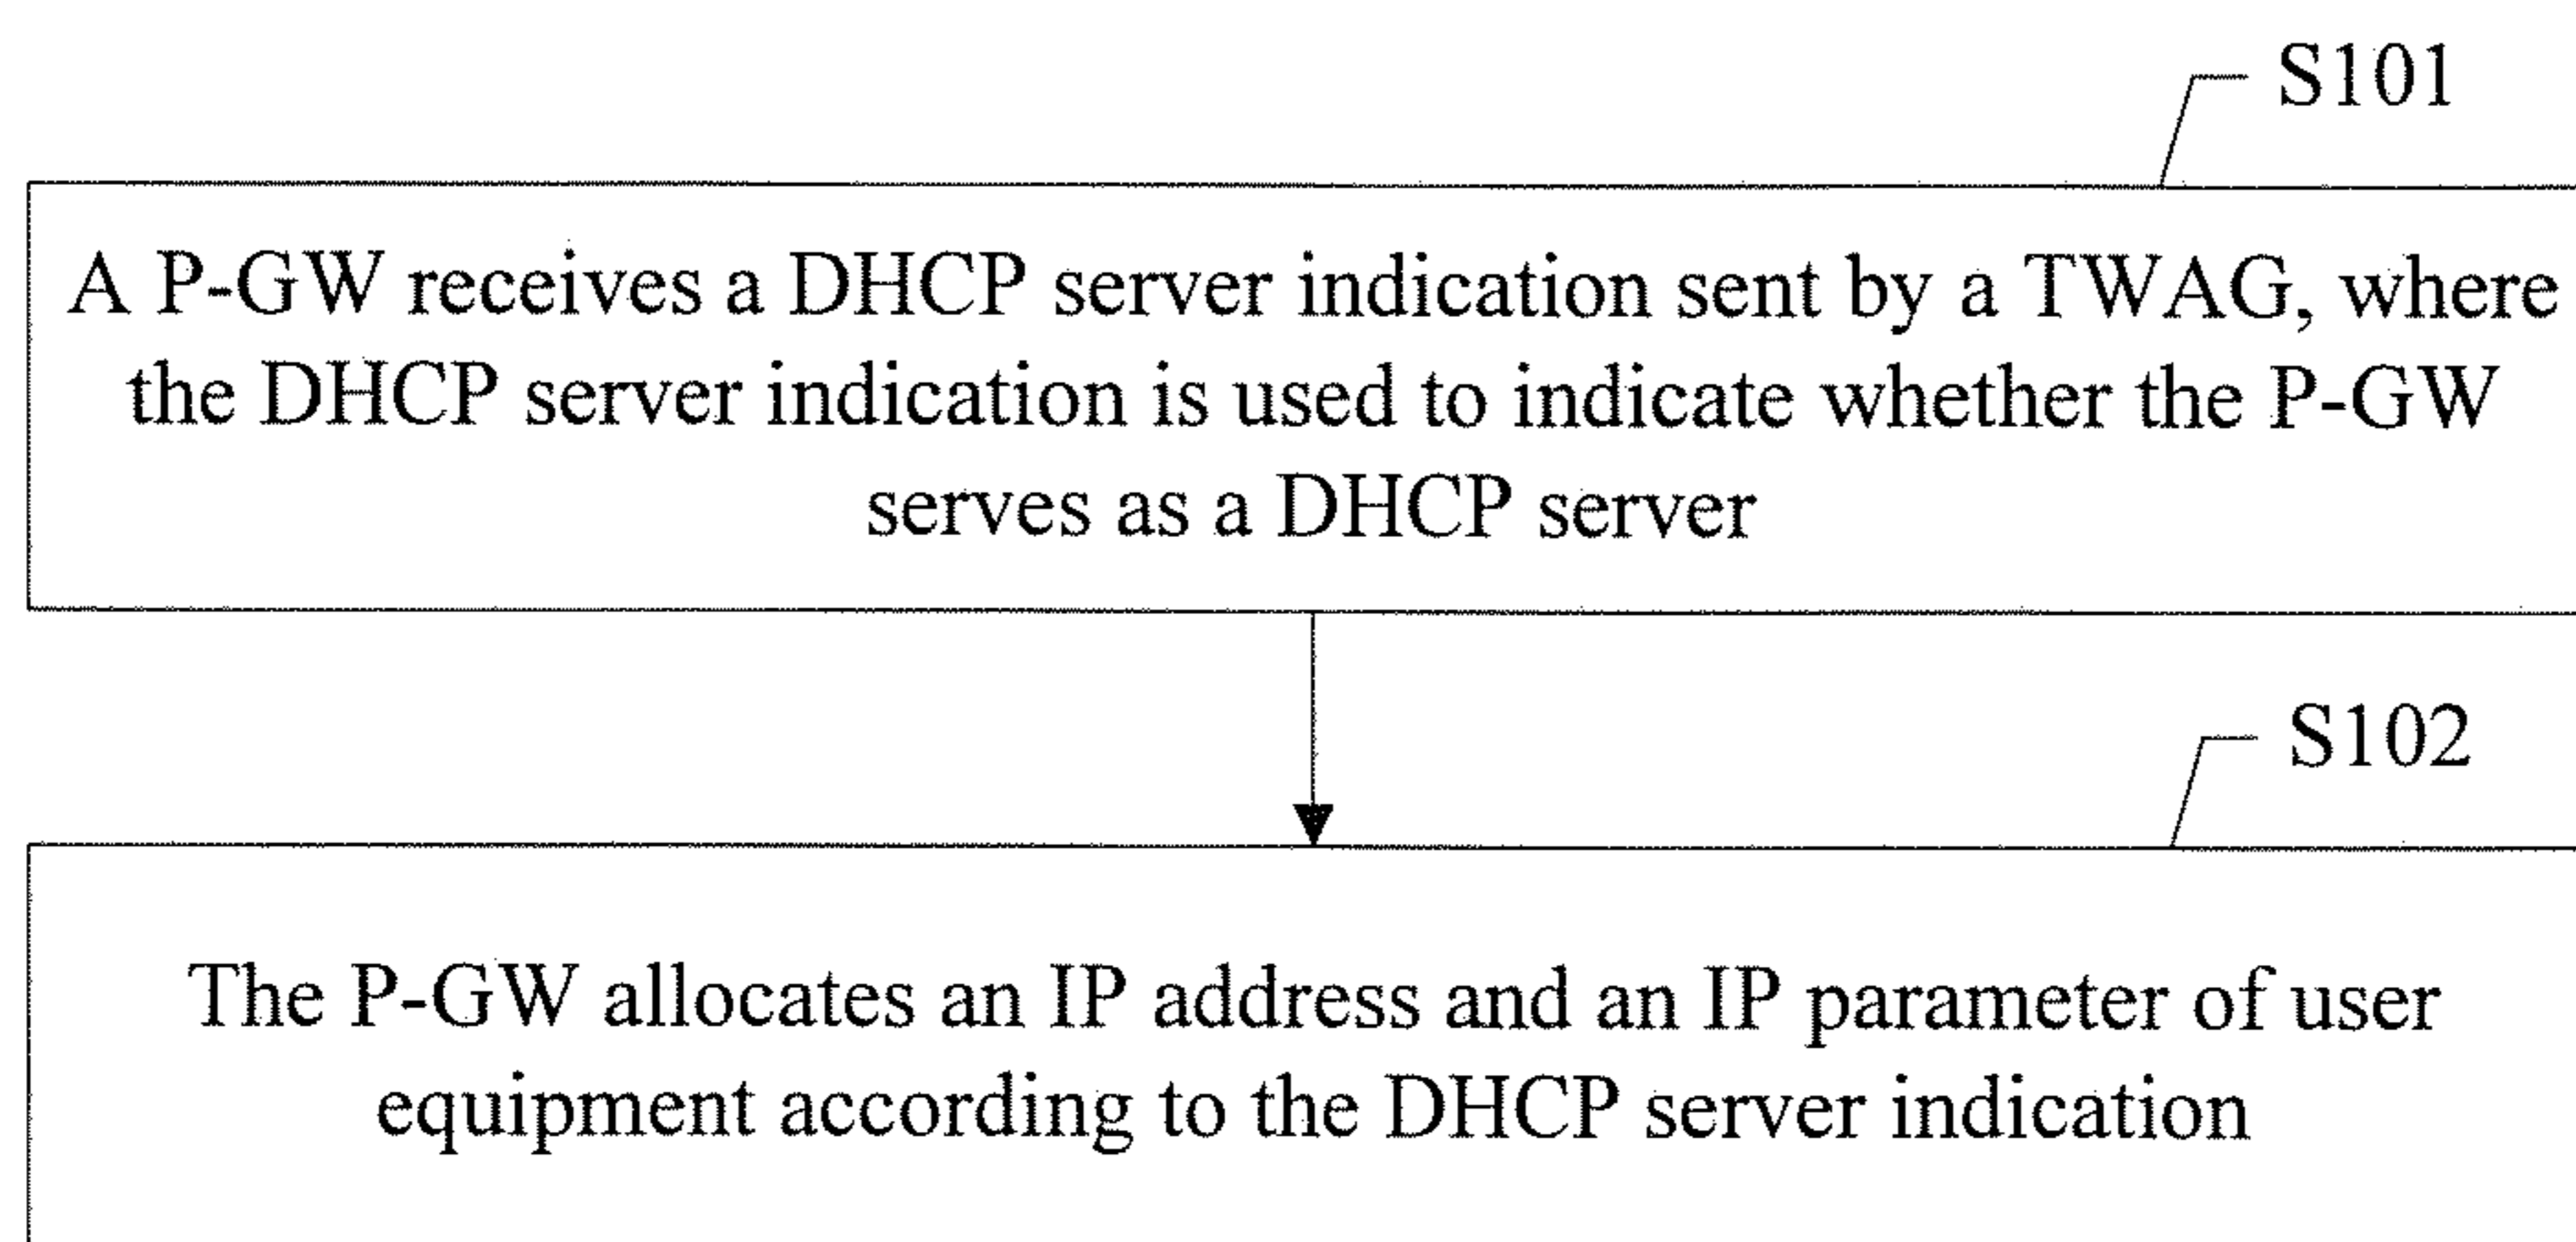 S101
A P-GW receives a DHCP server indication sent by a TWAG, where
the DHCP server indication is used to indicate whether the P-GW
serves as a DHCP server
S102
The P-GW allocates an IP address and an IP parameter of user
equipment according to the DHCP server indication